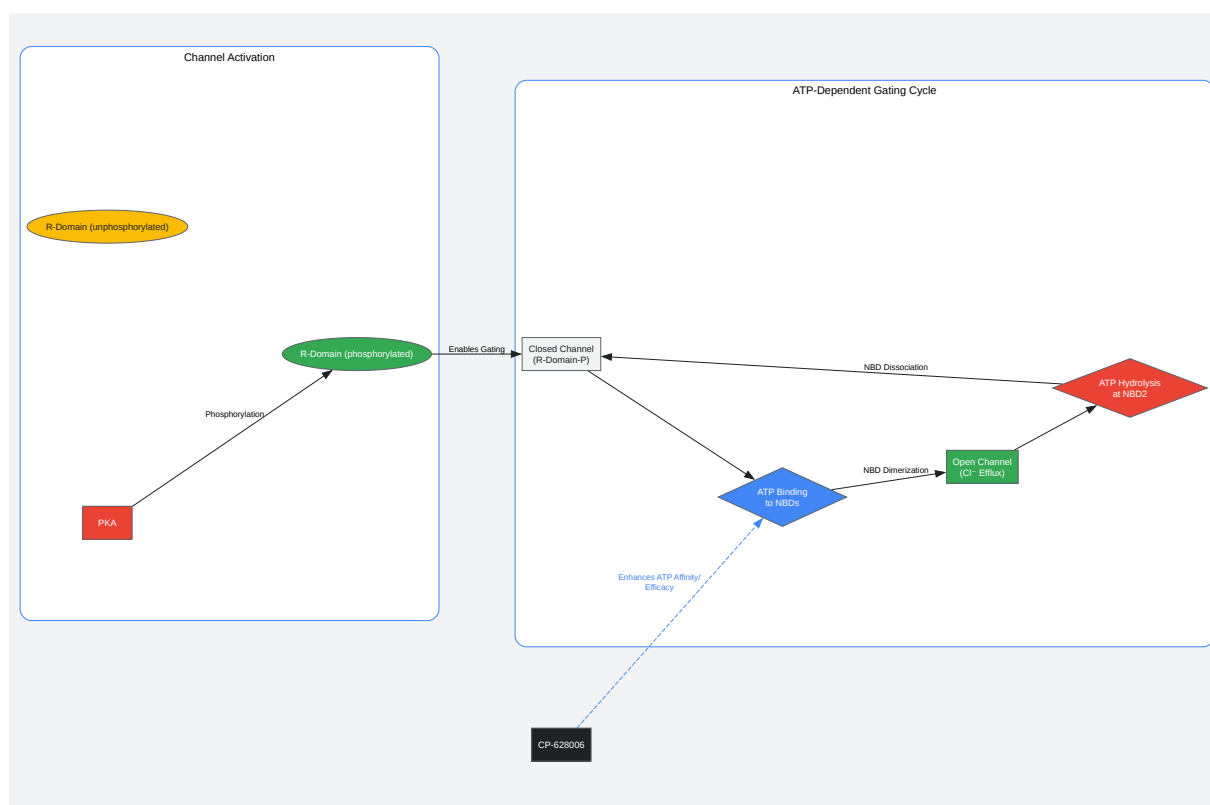 Channel Activation
ATP-Dependent Gating Cycle
R-Domain (unphosphorylated)
R-Domain (phosphorylated)
Enables Gating
Closed Channel
(R-Domain-P)
NBD Dissociation
ATP Hydrolysis
at NBD2
Phosphorylation
Open Channel
(Cl⁻ Efflux)
NBD Dimerization
ATP Binding
to NBDs
PKA
Enhances ATP Affinity/
Efficacy
CP-628006